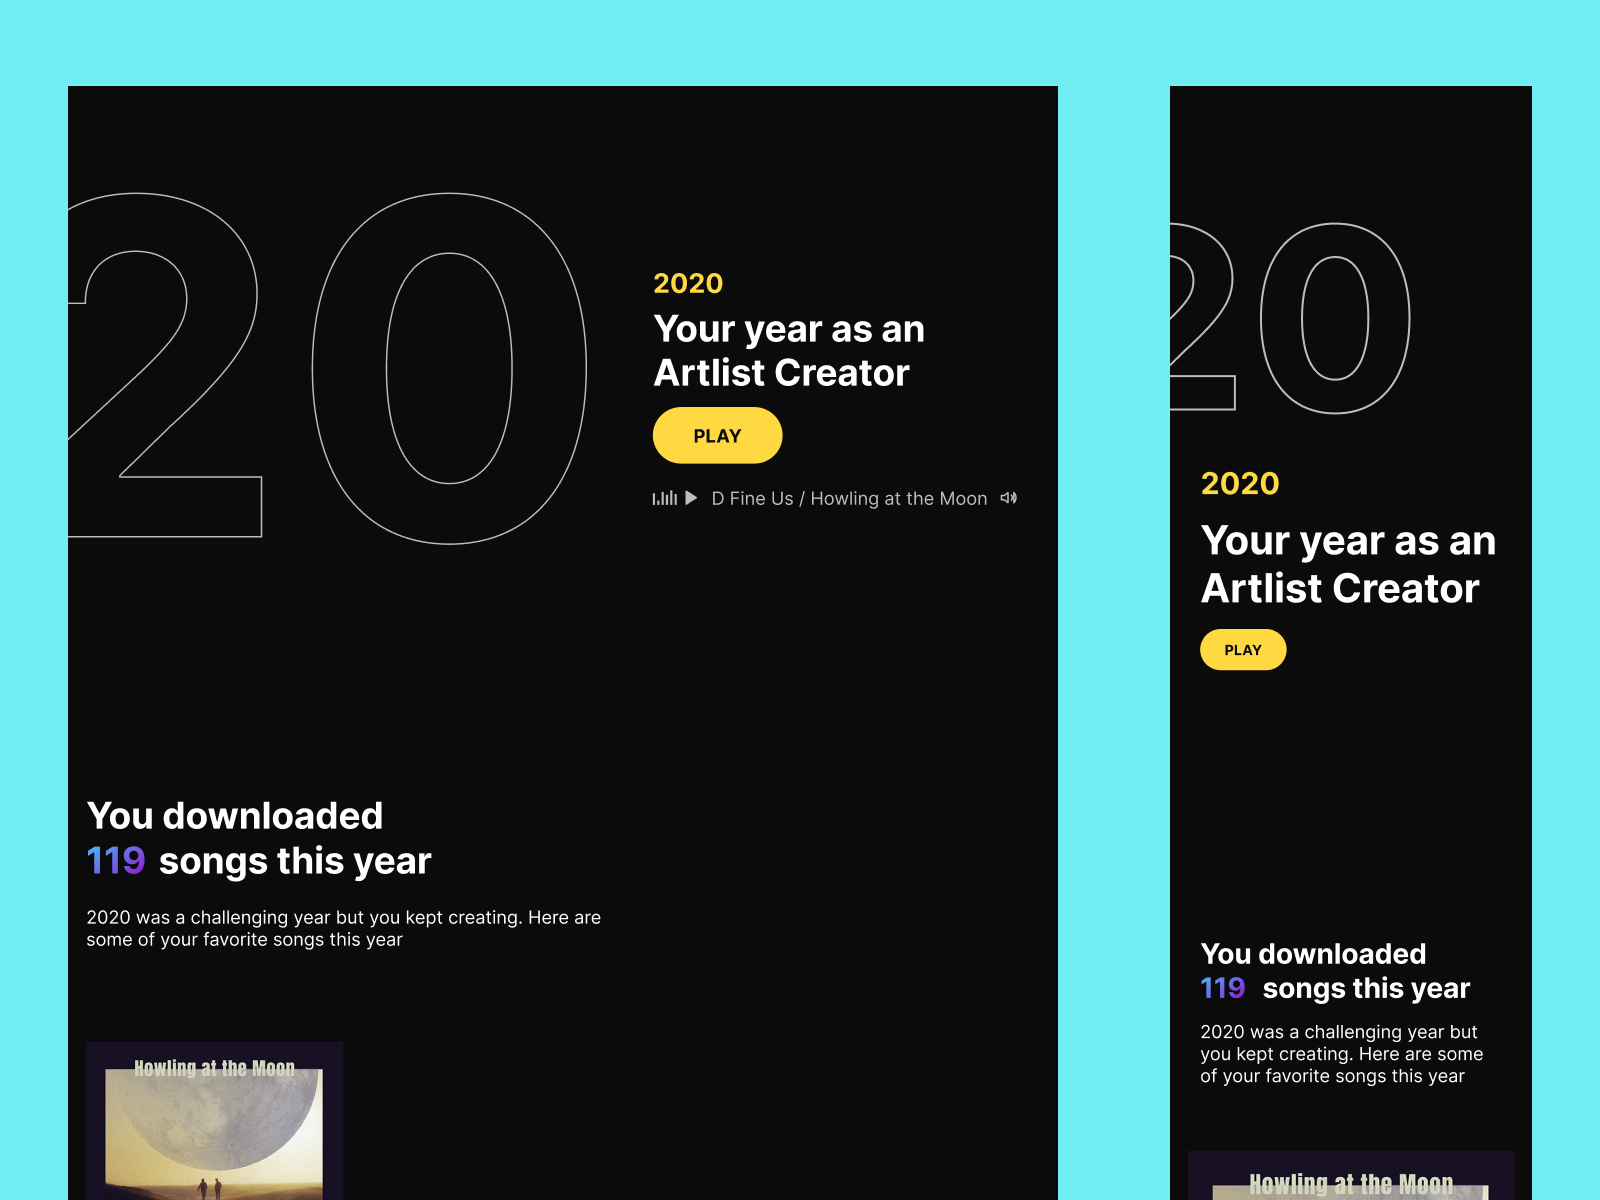 20
2020
Your year as an
Artlist Creator
PLAY
D Fine Us / Howling at the Moon
You downloaded
119 songs this year
2020 was a challenging year but you kept creating. Here are
some of your favorite songs this year
Howling at the Moon
20
2020
Your year as an
Artlist Creator
PLAY
You downloaded
119 songs this year
2020 was a challenging year but
you kept creating. Here are some
of your favorite songs this year
Howling at the Moon